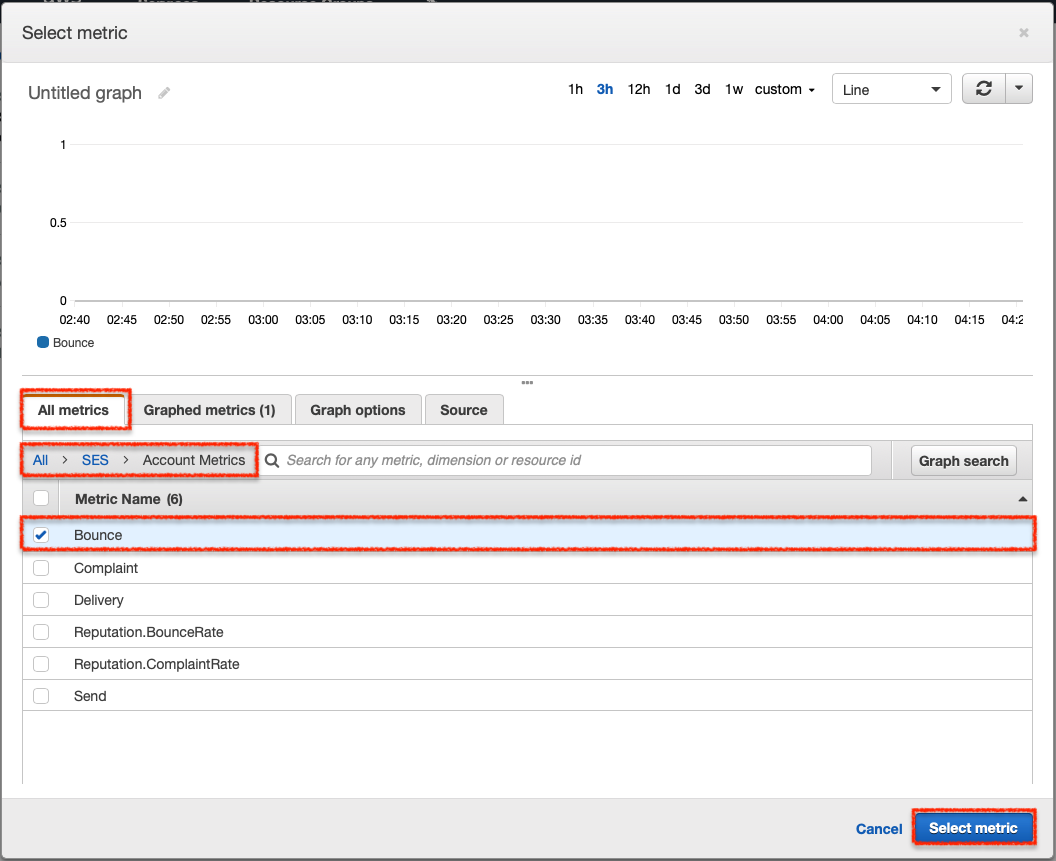 Select metric
×
Untitled graph
1h 3h 12h 1d 3d 1w custom
Line
1
0.5
0
02:40 02:45 02:50 02:55 03:00 03:05 03:10 03:15 03:20 03:25 03:30 03:35 03:40 03:45 03:50 03:55 04:00 04:05 04:10 04:15
Bounce
All metrics Graphed metrics (1) Graph options Source
All > SES > Account Metrics Search for any metric, dimension or resource id Graph search
Metric Name (6)
Bounce
Complaint
Delivery
Reputation.BounceRate
Reputation.ComplaintRate
Send
Cancel Select metric